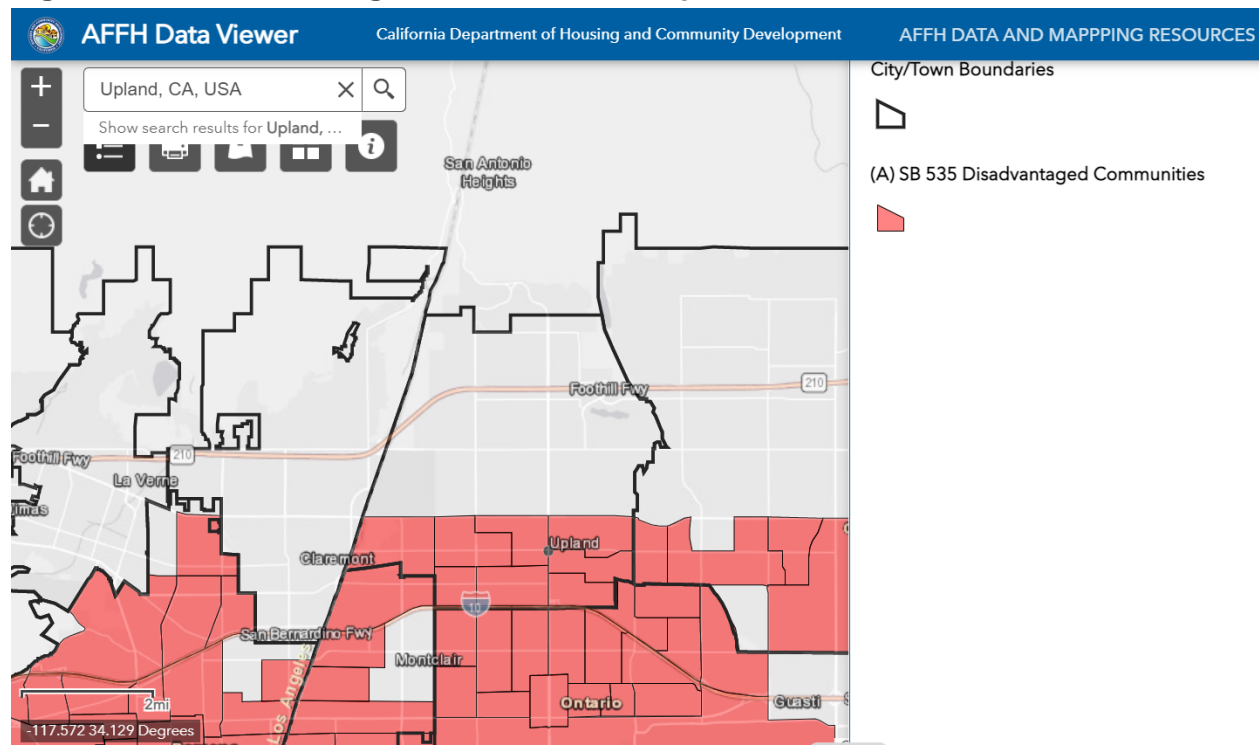 AFFH Data Viewer
California Department of Housing and Community Development
AFFH DATA AND MAPPPING RESOURCES
+
Upland, CA, USA
−
Show search results for Upland, ...
City/Town Boundaries
(A) SB 535 Disadvantaged Communities
San Antonio
Heights
Foothill Fwy
210
Foothill Fwy
210
La Verne
Upland
Claremont
10
San Bernardino Fwy
Montclair
Los Angeles
2mi
Ontario
Guasti
-117.572 34.129 Degrees